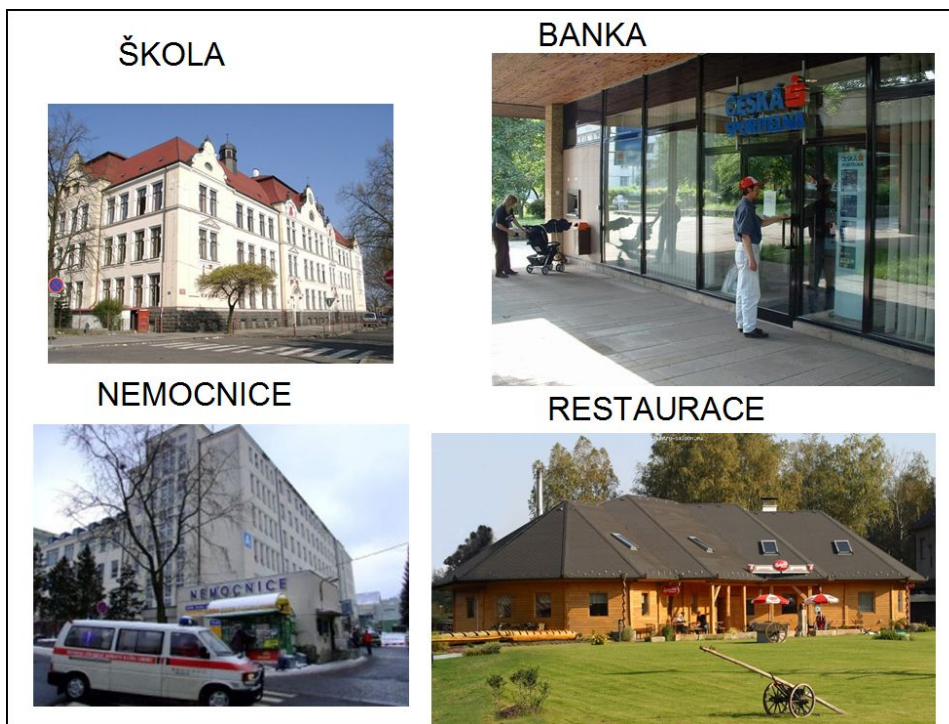 ŠKOLA
BANKA
ČESKÁ
SPOŘITELNA
NEMOCNICE
RESTAURACE
NEMOCNICE